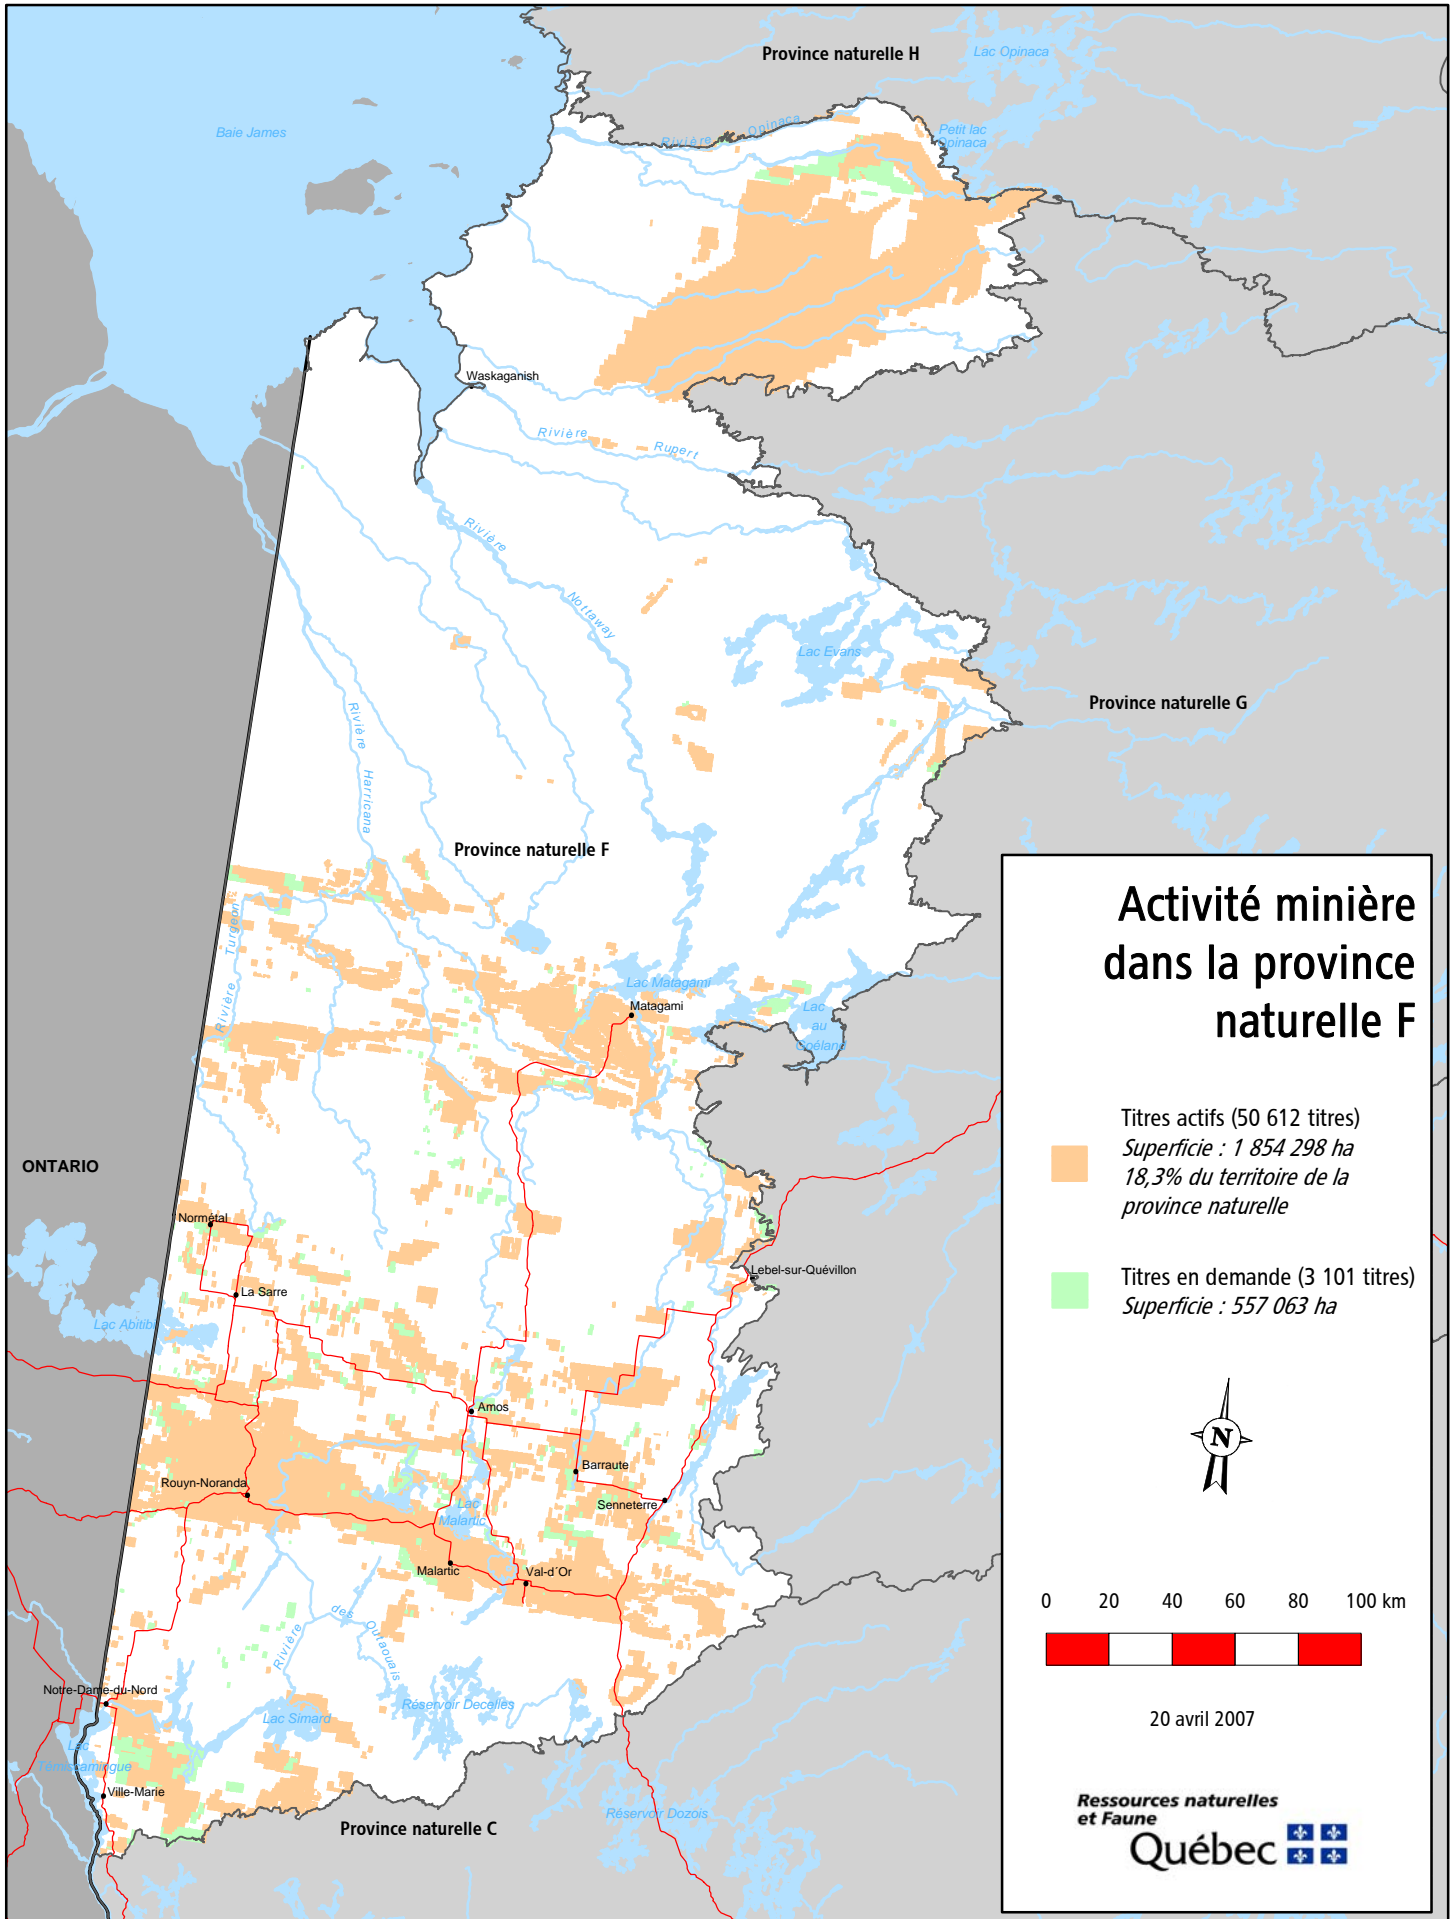 Province naturelle H
Lac Opinaca
Baie James
Rivière Opinaca
Petit lac
Opinaca
Waskaganish
Rivière Rupert
Rivière Nottaway
Lac Evans
Province naturelle G
Rivière Harricana
Province naturelle F
Rivière Turgeon
Lac Matagami
Matagami
Lac
au
Goéland
ONTARIO
Normétal
La Sarre
Lac Abitibi
Lebel-sur-Quévillon
Amos
Barraute
Rouyn-Noranda
Senneterre
Lac
Malartic
Malartic
Val-d´Or
Rivière des Outaouais
Notre-Dame-du-Nord
Réservoir Decelles
Lac Simard
Lac
Témiscamingue
Ville-Marie
Réservoir Dozois
Province naturelle C
Activité minière
dans la province
naturelle F
Titres actifs (50 612 titres)
Superficie : 1 854 298 ha
18,3% du territoire de la
province naturelle
Titres en demande (3 101 titres)
Superficie : 557 063 ha
N
0 20 40 60 80 100 km
20 avril 2007
Ressources naturelles
et Faune
Québec